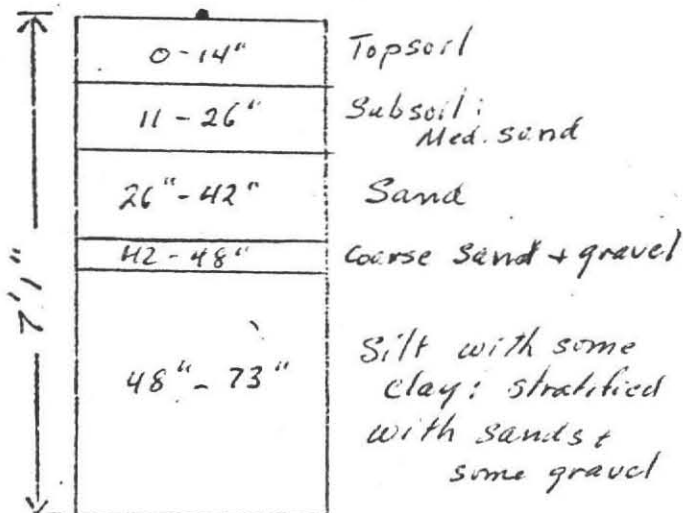 0-14" Topsoil
11-26" Subsoil:
Med. sand
26"-42" Sand
42-48" Coarse Sand + gravel
7'1"
48"-73" Silt with some
clay: stratified
with sands +
some gravel